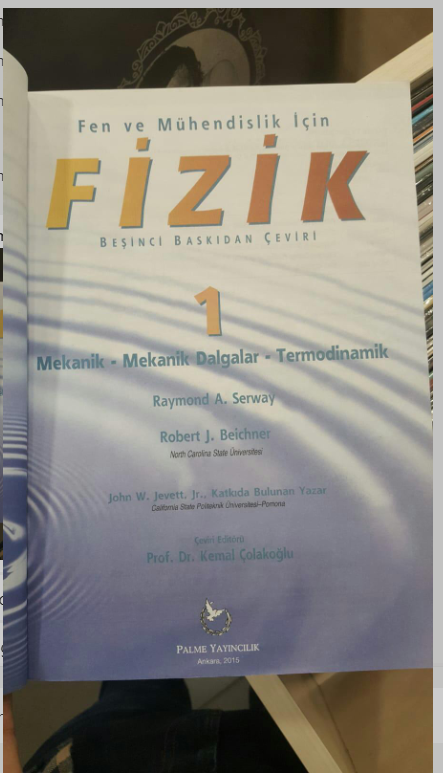 Fen ve Mühendislik İçin
FİZİK
BEŞİNCİ BASKIDAN ÇEVİRİ
1
Mekanik - Mekanik Dalgalar - Termodinamik
Raymond A. Serway
Robert J. Beichner
North Carolina State Üniversitesi
John W. Jevett, Jr., Katkıda Bulunan Yazar
California State Politeknik Üniversitesi–Pomona
Çeviri Editörü
Prof. Dr. Kemal Çolakoğlu
PALME YAYINCILIK
Ankara, 2015